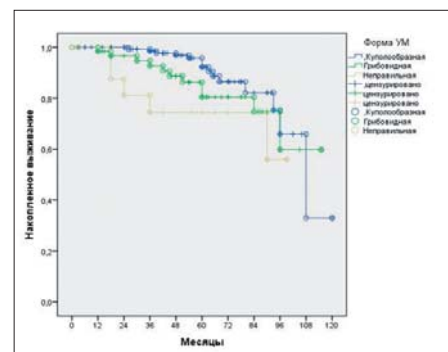 Форма УМ
Куполообразная
Грибовидная
Неправильная
цензурировано
цензурировано
цензурировано
Куполообразная
Грибовидная
Неправильная
Накопленное выживание
1,0
0,8
0,6
0,4
0,2
0,0
0 12 24 36 48 60 72 84 96 108 120
Месяцы